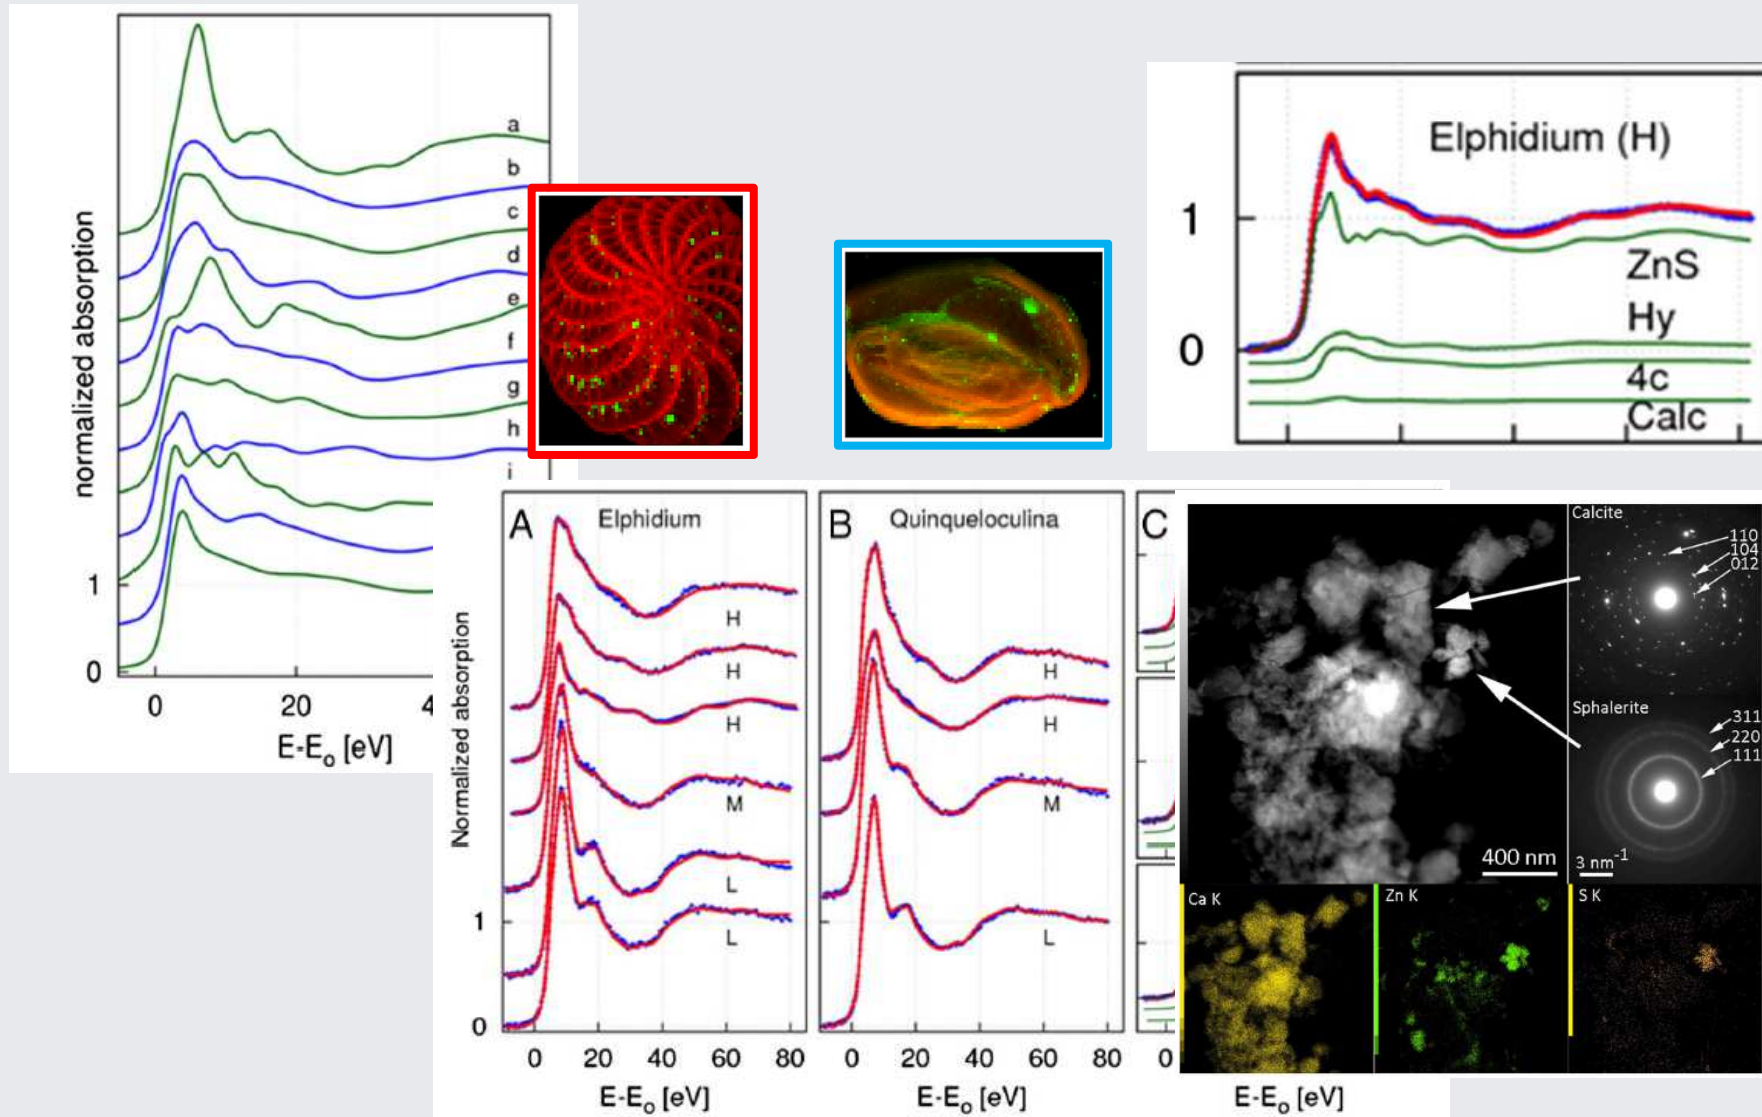 normalized absorption
a
b
c
d
e
f
g
h
i
1
0
0
20
4
E-E₀ [eV]
Elphidium (H)
1
0
ZnS
Hy
4c
Calc
Normalized absorption
A
Elphidium
H
H
H
M
L
L
1
0
0
20
40
60
80
E-E₀ [eV]
B
Quinqueloculina
H
H
M
L
0
20
40
60
80
E-E₀ [eV]
C
0
E-E₀ [eV]
400 nm
Calcite
110
104
012
Sphalerite
311
220
111
3 nm⁻¹
Ca K
Zn K
S K